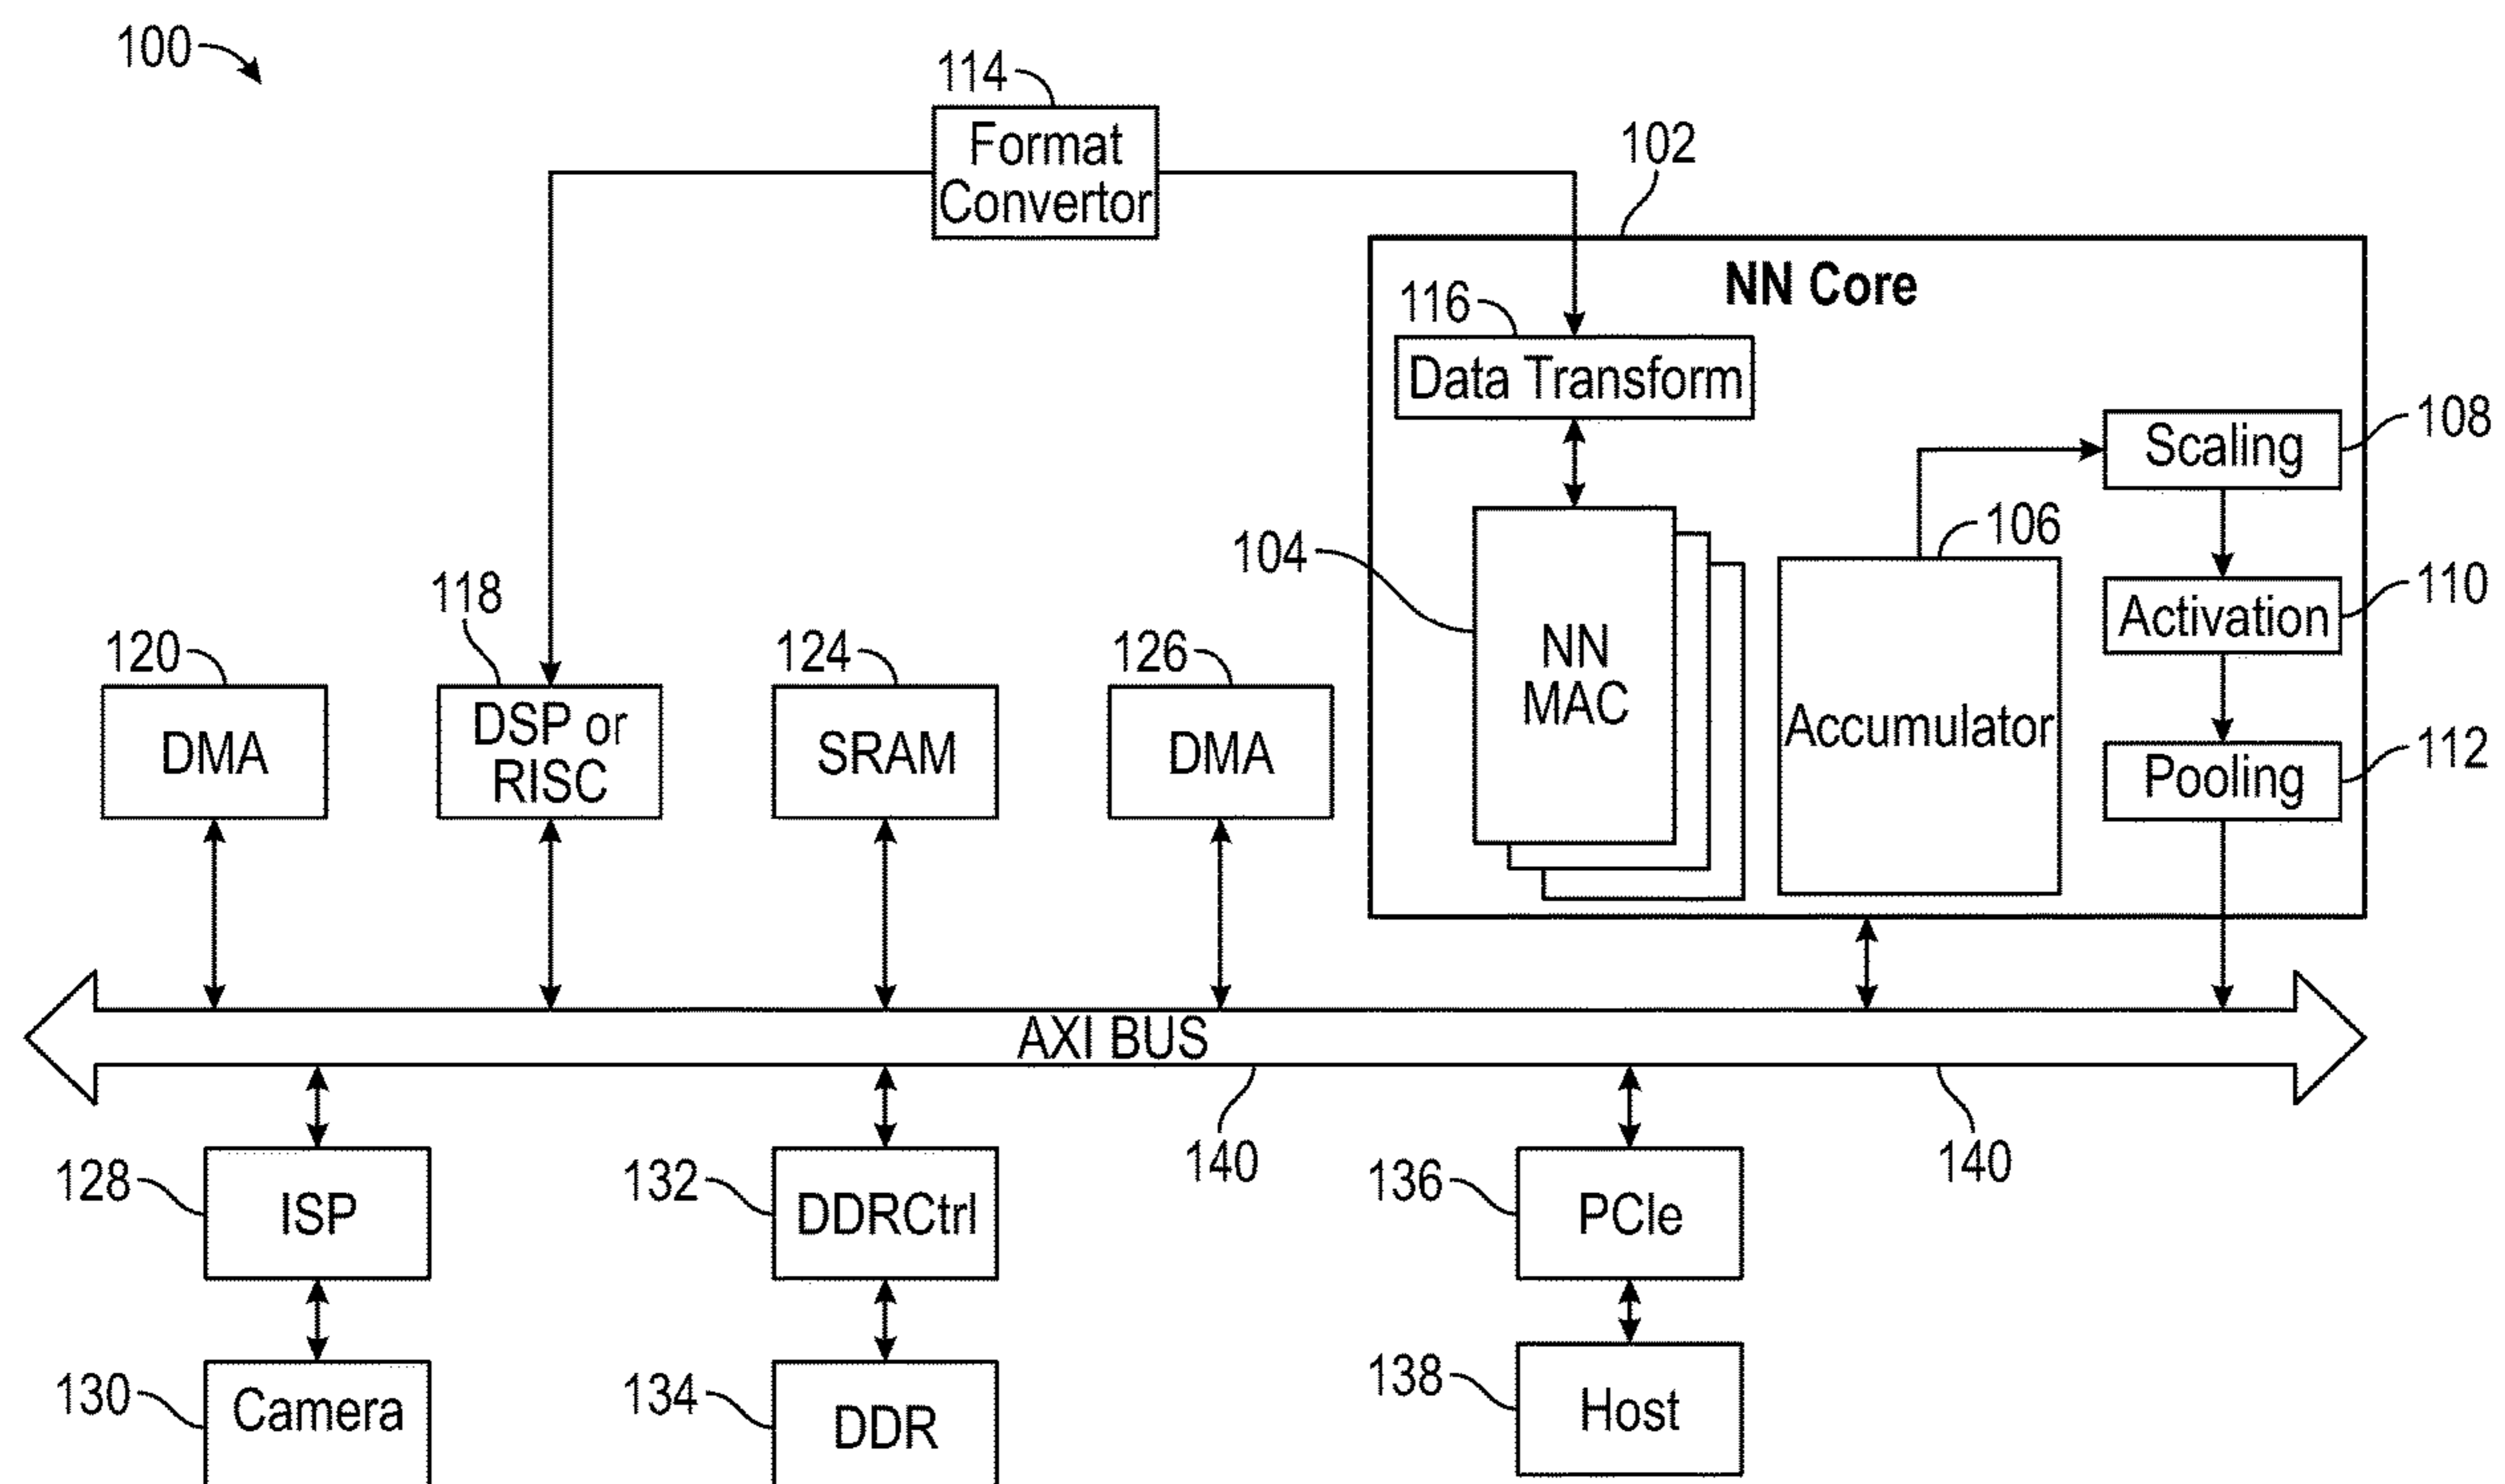 100
114
Format
Convertor
102
NN Core
116
Data Transform
108
Scaling
104
106
110
Activation
118
NN
MAC
120
124
126
Accumulator
112
Pooling
DMA
DSP or
RISC
SRAM
DMA
AXI BUS
140
140
128
ISP
132
DDRCtrl
136
PCIe
130
Camera
134
DDR
138
Host